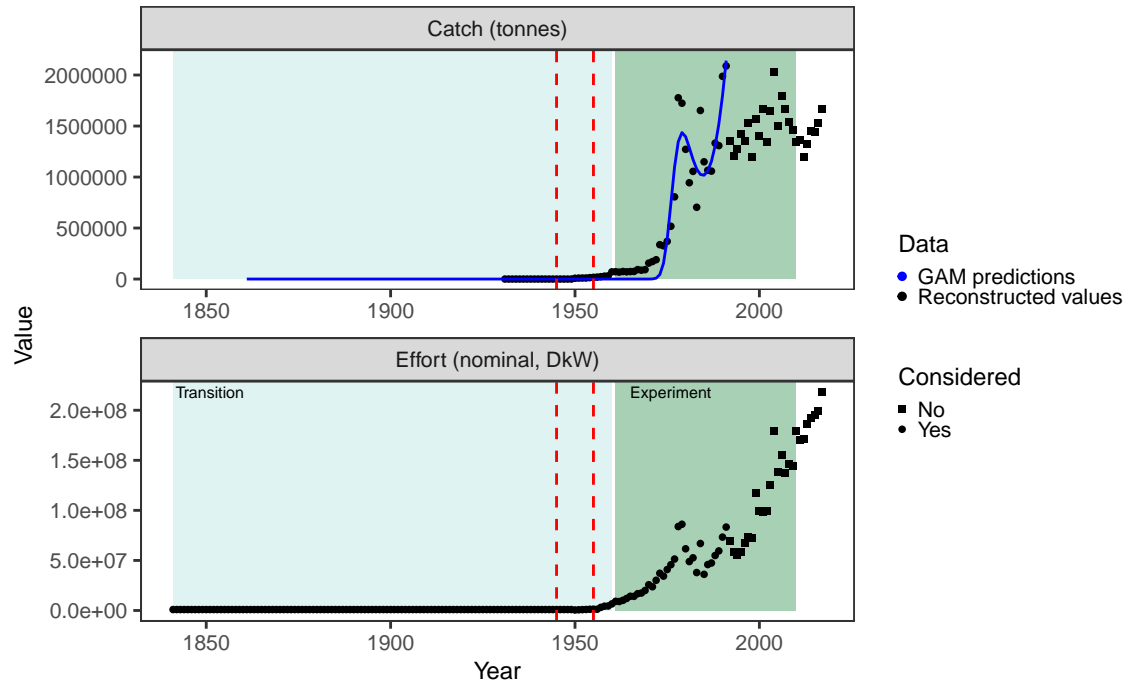 Catch (tonnes)
2000000
1500000
1000000
500000
0
1850
1900
1950
2000
Value
Effort (nominal, DkW)
Transition
Experiment
2.0e+08
1.5e+08
1.0e+08
5.0e+07
0.0e+00
1850
1900
1950
2000
Year
Data
GAM predictions
Reconstructed values
Considered
No
Yes